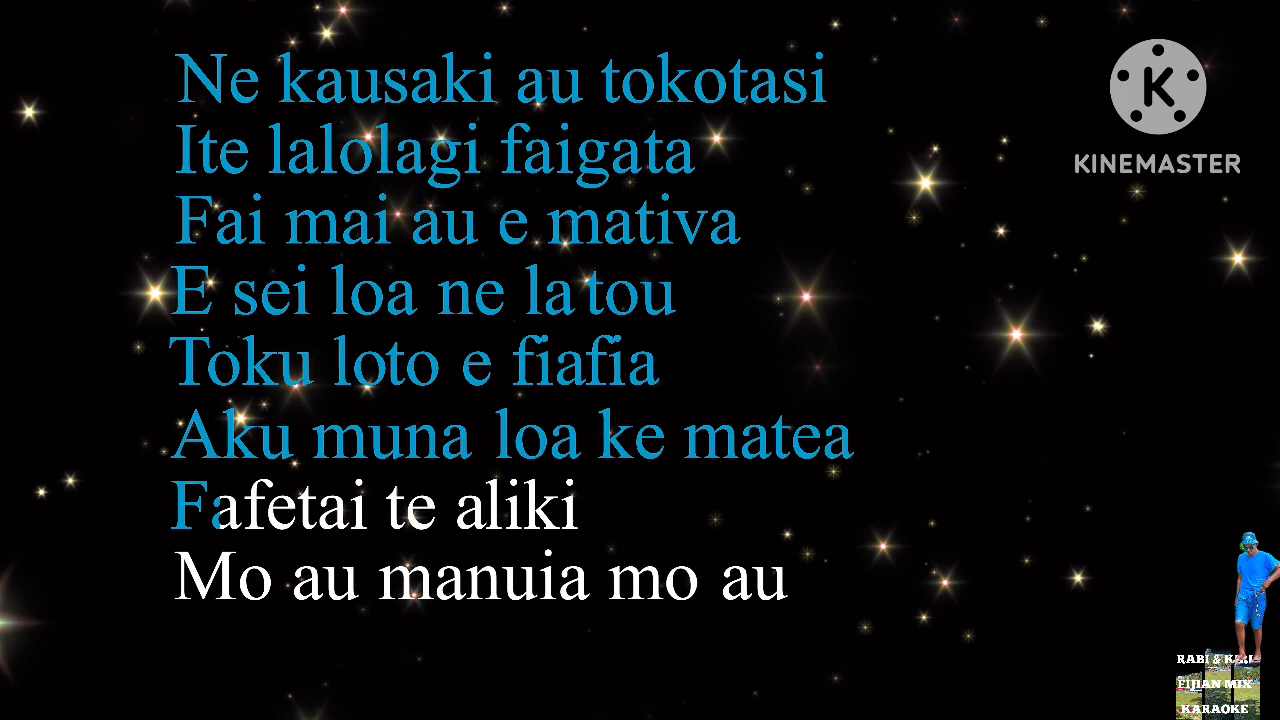 Ne kausaki au tokotasi
Ite lalolagi faigata
Fai mai au e mativa
E sei loa ne la tou
Toku loto e fiafia
Aku muna loa ke matea
Fafetai te aliki
Mo au manuia mo au
K
KINEMASTER
RABI &
FIJIAN MIX
KARAOKE